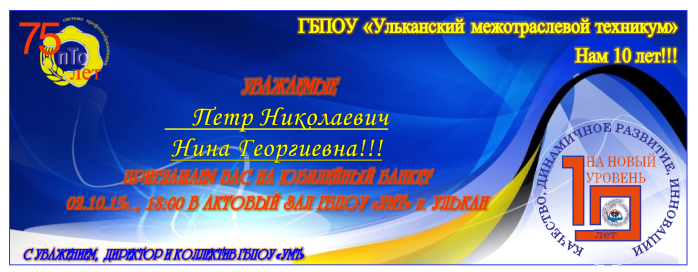 75
системе профтехобразования
ПТО
лет
ГБПОУ «Ульканский межотраслевой техникум»
Нам 10 лет!!!
УВАЖАЕМЫЕ
Петр Николаевич
Нина Георгиевна!!!
ПРИГЛАШАЕМ ВАС НА ЮБИЛЕЙНЫЙ БАНКЕТ!
02.10.15г., 18:00 В АКТОВЫЙ ЗАЛ ГБПОУ «УМТ» п. УЛЬКАН
КАЧЕСТВО, ДИНАМИЧНОЕ РАЗВИТИЕ, ИННОВАЦИИ
НА НОВЫЙ
УРОВЕНЬ
10
лет
С УВАЖЕНИЕМ, ДИРЕКТОР И КОЛЛЕКТИВ ГБПОУ «УМТ»